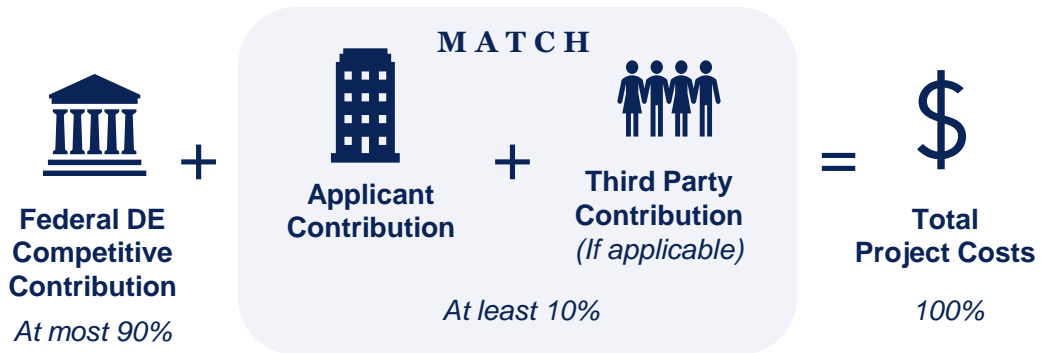 MATCH
+
+
=
$
Federal DE
Competitive
Contribution
At most 90%
Applicant
Contribution
Third Party
Contribution
(If applicable)
At least 10%
Total
Project Costs
100%